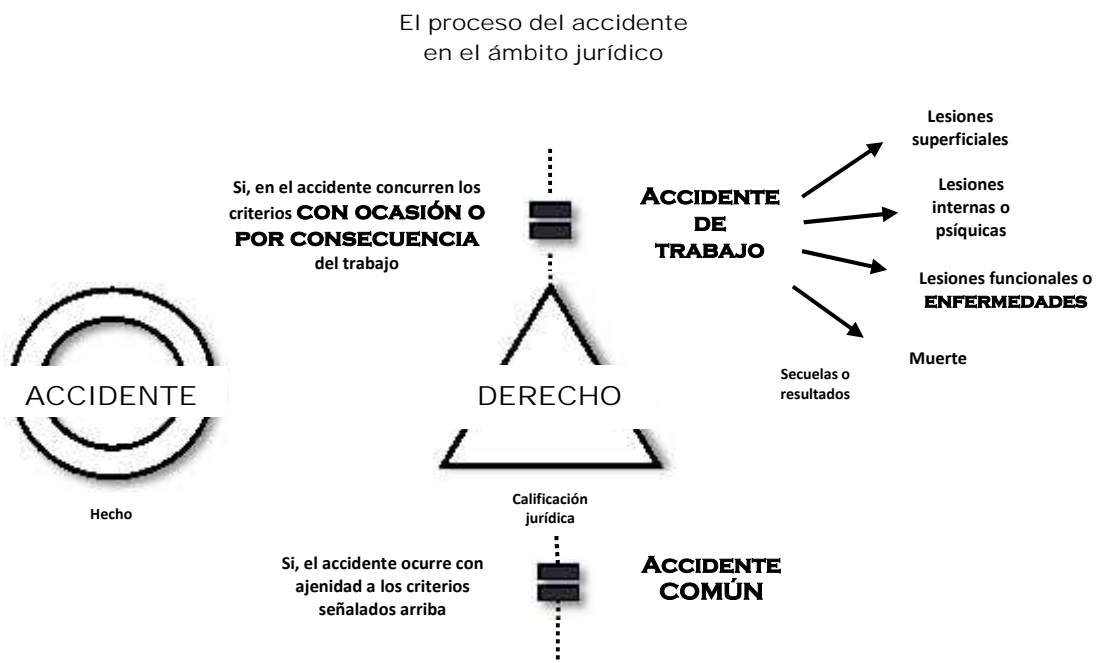 El proceso del accidente
en el ámbito jurídico
Si, en el accidente concurren los
criterios CON OCASIÓN O
POR CONSECUENCIA
del trabajo
ACCIDENTE
DE
TRABAJO
Lesiones
superficiales
Lesiones
internas o
psíquicas
Lesiones funcionales o
ENFERMEDADES
Muerte
Secuelas o
resultados
ACCIDENTE
DERECHO
Hecho
Calificación
jurídica
Si, el accidente ocurre con
ajenidad a los criterios
señalados arriba
ACCIDENTE
COMÚN